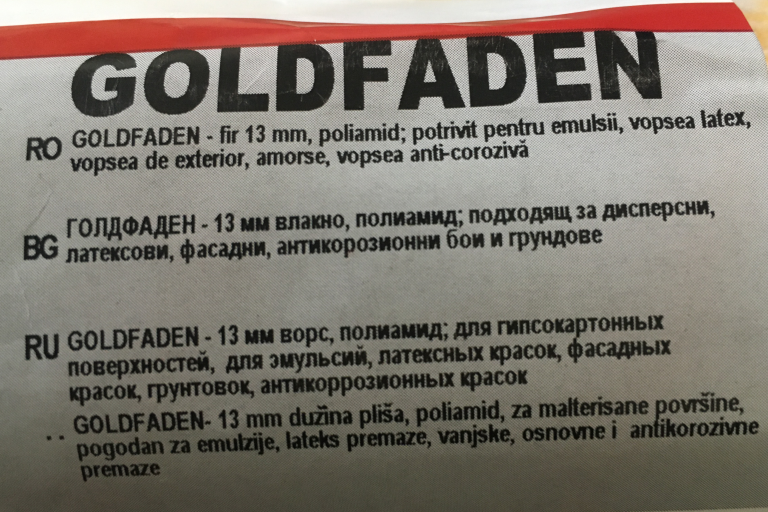 GOLDFADEN
RO GOLDFADEN - fir 13 mm, poliamid; potrivit pentru emulsii, vopsea latex,
vopsea de exterior, amorse, vopsea anti-corozivă
BG ГОЛДФАДЕН - 13 мм влакно, полиамид; подходящ за дисперсни,
латексови, фасадни, антикорозионни бои и грундове
RU GOLDFADEN - 13 мм ворс, полиамид; для гипсокартонных
поверхностей, для эмульсий, латексных красок, фасадных
красок, грунтовок, антикоррозионных красок
GOLDFADEN- 13 mm dužina pliša, poliamid, za malterisane površine,
pogodan za emulzije, lateks premaze, vanjske, osnovne i antikorozivne
premaze